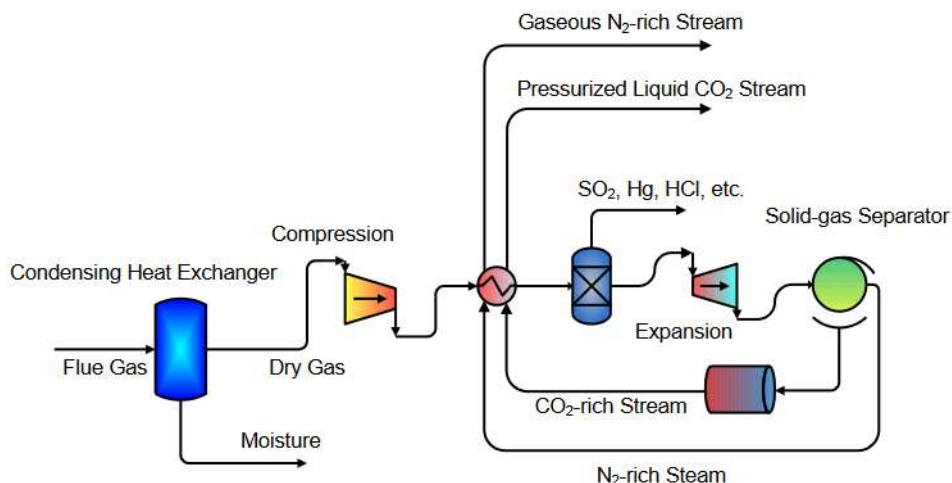 Gaseous N₂-rich Stream
Pressurized Liquid CO₂ Stream
SO₂, Hg, HCl, etc.
Solid-gas Separator
Compression
Condensing Heat Exchanger
Expansion
Flue Gas
Dry Gas
CO₂-rich Stream
Moisture
N₂-rich Steam